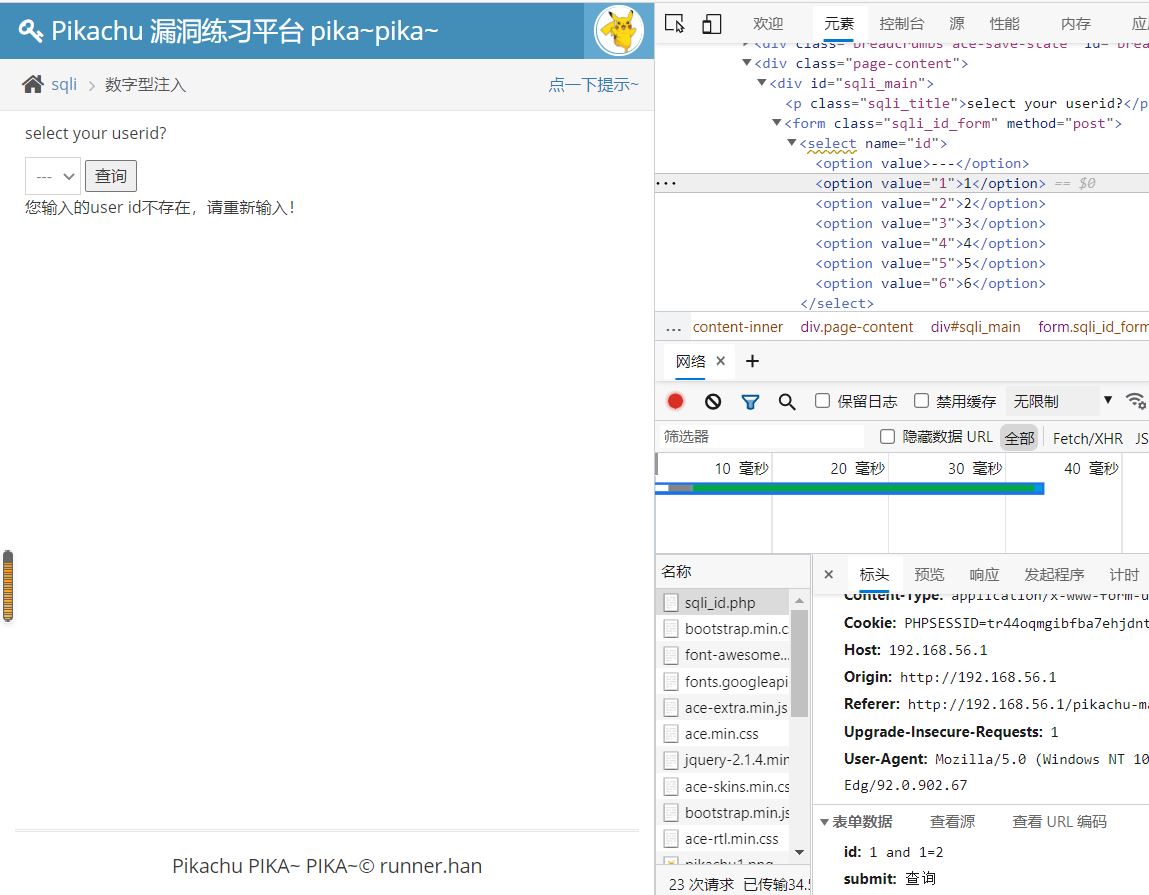 Pikachu 漏洞练习平台 pika~pika~
sqli > 数字型注入 点一下提示~
select your userid?
--- 查询
您输入的user id不存在，请重新输入！
Pikachu PIKA~ PIKA~© runner.han
欢迎 元素 控制台 源 性能 内存
<div class="breadcrumbs ace-save-state" id="brea
<div class="page-content">
<div id="sqli_main">
<p class="sqli_title">select your userid?</p
<form class="sqli_id_form" method="post">
<select name="id">
<option value>---</option>
··· <option value="1">1</option> == $0
<option value="2">2</option>
<option value="3">3</option>
<option value="4">4</option>
<option value="5">5</option>
<option value="6">6</option>
</select>
... content-inner div.page-content div#sqli_main form.sqli_id_form
网络 × +
保留日志 禁用缓存 无限制
筛选器 隐藏数据 URL 全部 Fetch/XHR JS
10 毫秒 20 毫秒 30 毫秒 40 毫秒
名称
sqli_id.php
bootstrap.min.c
font-awesome...
fonts.googleapi
ace-extra.min.js
ace.min.css
jquery-2.1.4.min
ace-skins.min.cs
bootstrap.min.js
ace-rtl.min.css
pikachu1.png
23 次请求 已传输34.5
× 标头 预览 响应 发起程序 计时
Content-Type: application/x-www-form-u
Cookie: PHPSESSID=tr44oqmgibfba7ehjdnt
Host: 192.168.56.1
Origin: http://192.168.56.1
Referer: http://192.168.56.1/pikachu-ma
Upgrade-Insecure-Requests: 1
User-Agent: Mozilla/5.0 (Windows NT 10
Edg/92.0.902.67
表单数据 查看源 查看 URL 编码
id: 1 and 1=2
submit: 查询